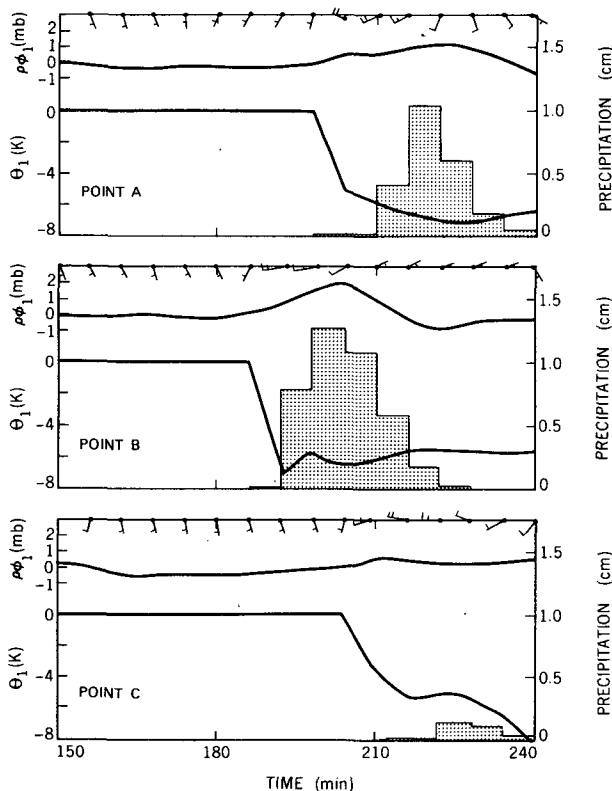 ρϕ₁(mb)
2
1
0
-1
0
-4
-8
θ₁(K)
POINT A
1.5
1.0
0.5
0
PRECIPITATION (cm)
ρϕ₁(mb)
2
1
0
-1
0
-4
-8
θ₁(K)
POINT B
1.5
1.0
0.5
0
PRECIPITATION (cm)
ρϕ₁(mb)
2
1
0
-1
0
-4
-8
θ₁(K)
POINT C
1.5
1.0
0.5
0
PRECIPITATION (cm)
150
180
210
240
TIME (min)